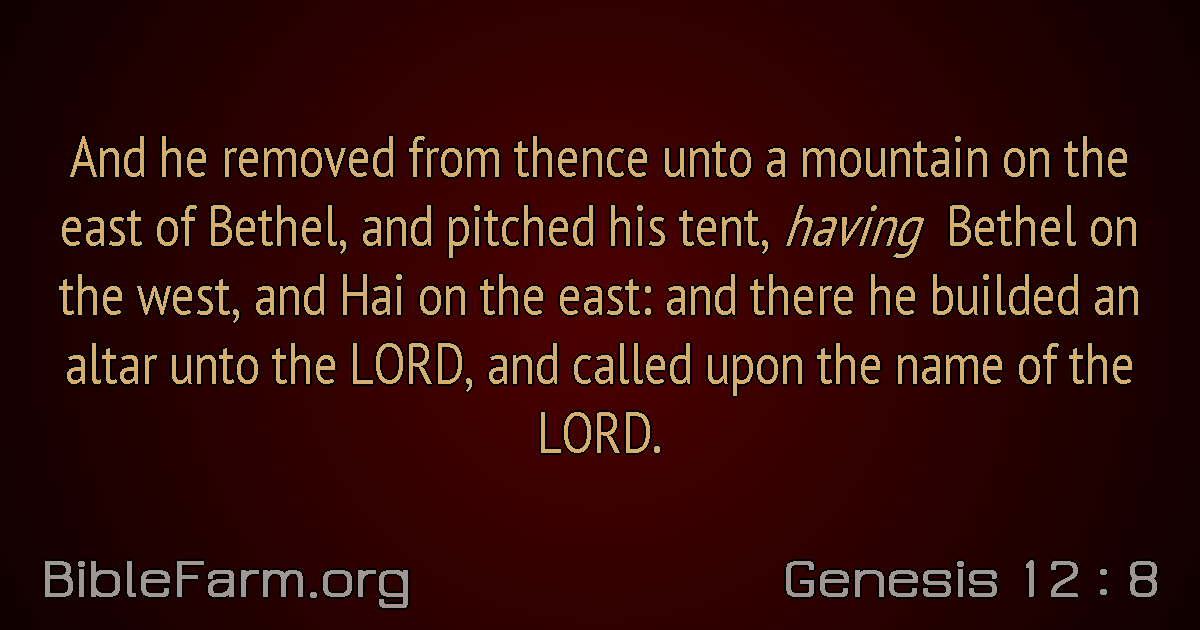 And he removed from thence unto a mountain on the
east of Bethel, and pitched his tent, having Bethel on
the west, and Hai on the east: and there he builded an
altar unto the LORD, and called upon the name of the
LORD.
BibleFarm.org
Genesis 12 : 8